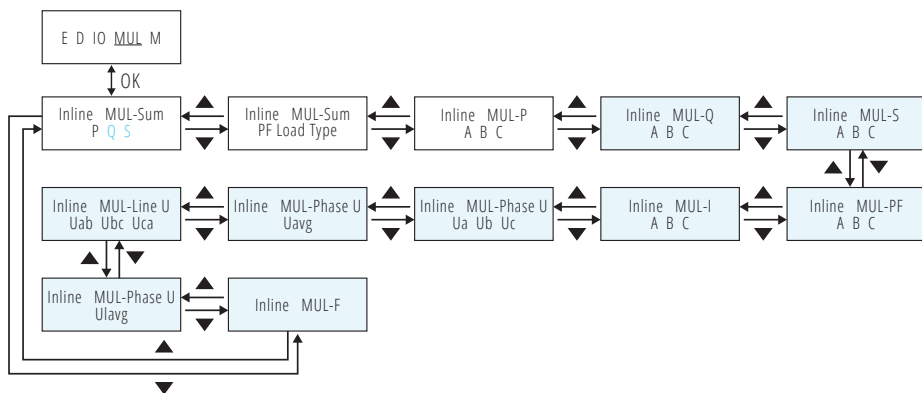 E D IO MUL M
OK
Inline MUL-Sum
P Q S
Inline MUL-Sum
PF Load Type
Inline MUL-P
A B C
Inline MUL-Q
A B C
Inline MUL-S
A B C
Inline MUL-Line U
Uab Ubc Uca
Inline MUL-Phase U
Uavg
Inline MUL-Phase U
Ua Ub Uc
Inline MUL-I
A B C
Inline MUL-PF
A B C
Inline MUL-Phase U
Ulavg
Inline MUL-F